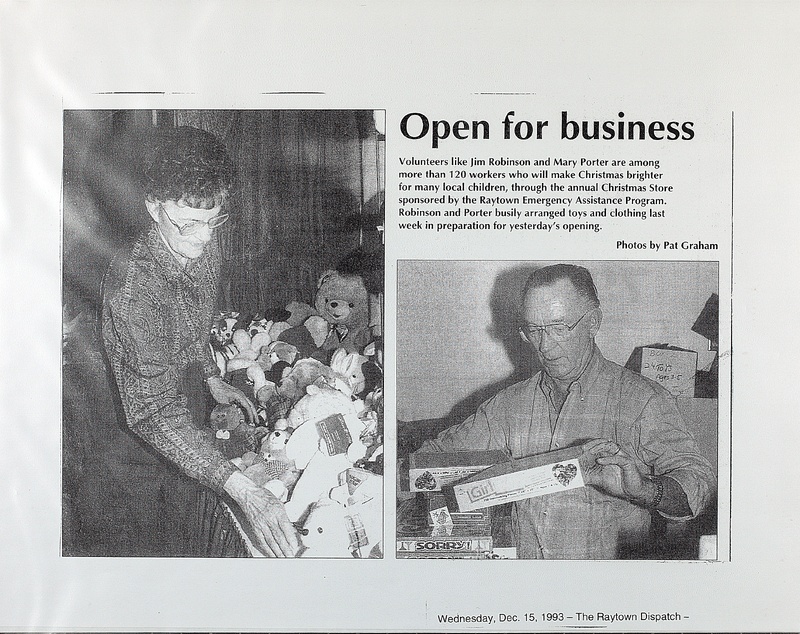 Open for business
Volunteers like Jim Robinson and Mary Porter are among
more than 120 workers who will make Christmas brighter
for many local children, through the annual Christmas Store
sponsored by the Raytown Emergency Assistance Program.
Robinson and Porter busily arranged toys and clothing last
week in preparation for yesterday's opening.
Photos by Pat Graham
Girl
SORRY!
Wednesday, Dec. 15, 1993 – The Raytown Dispatch –